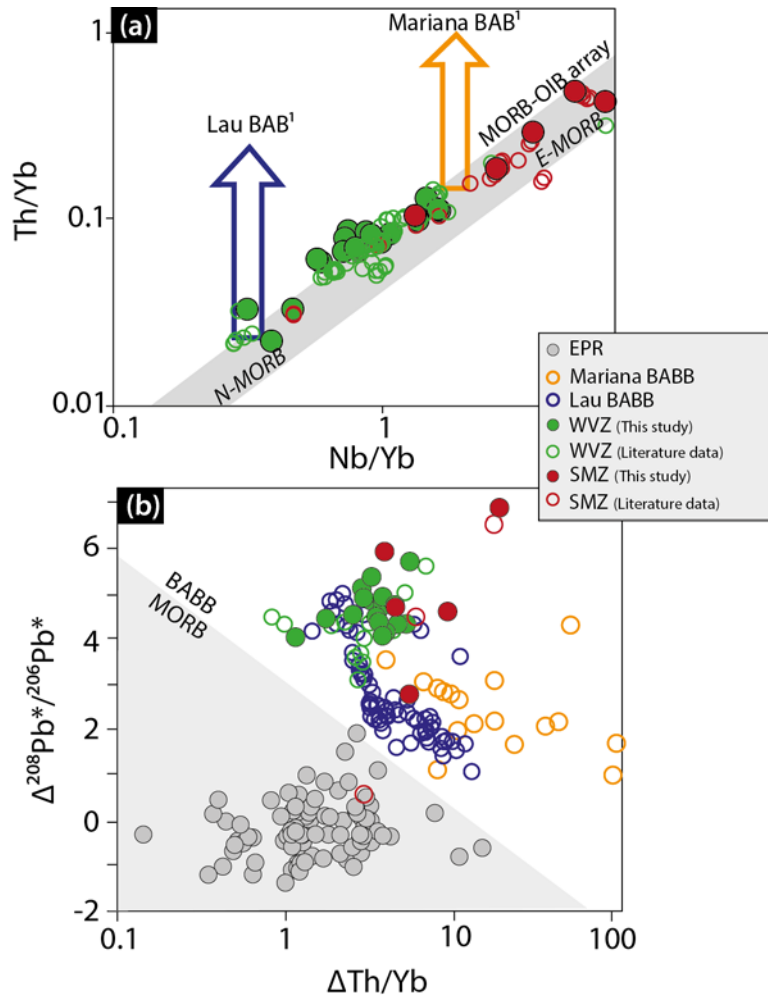 (a)
1
Mariana BAB¹
MORB-OIB array
Lau BAB¹
E-MORB
Th/Yb
0.1
N-MORB
0.01
0.1
1
Nb/Yb
EPR
Mariana BABB
Lau BABB
WVZ (This study)
WVZ (Literature data)
SMZ (This study)
SMZ (Literature data)
(b)
6
BABB
MORB
4
Δ²⁰⁸Pb*/²⁰⁶Pb*
2
0
-2
0.1
1
10
100
ΔTh/Yb